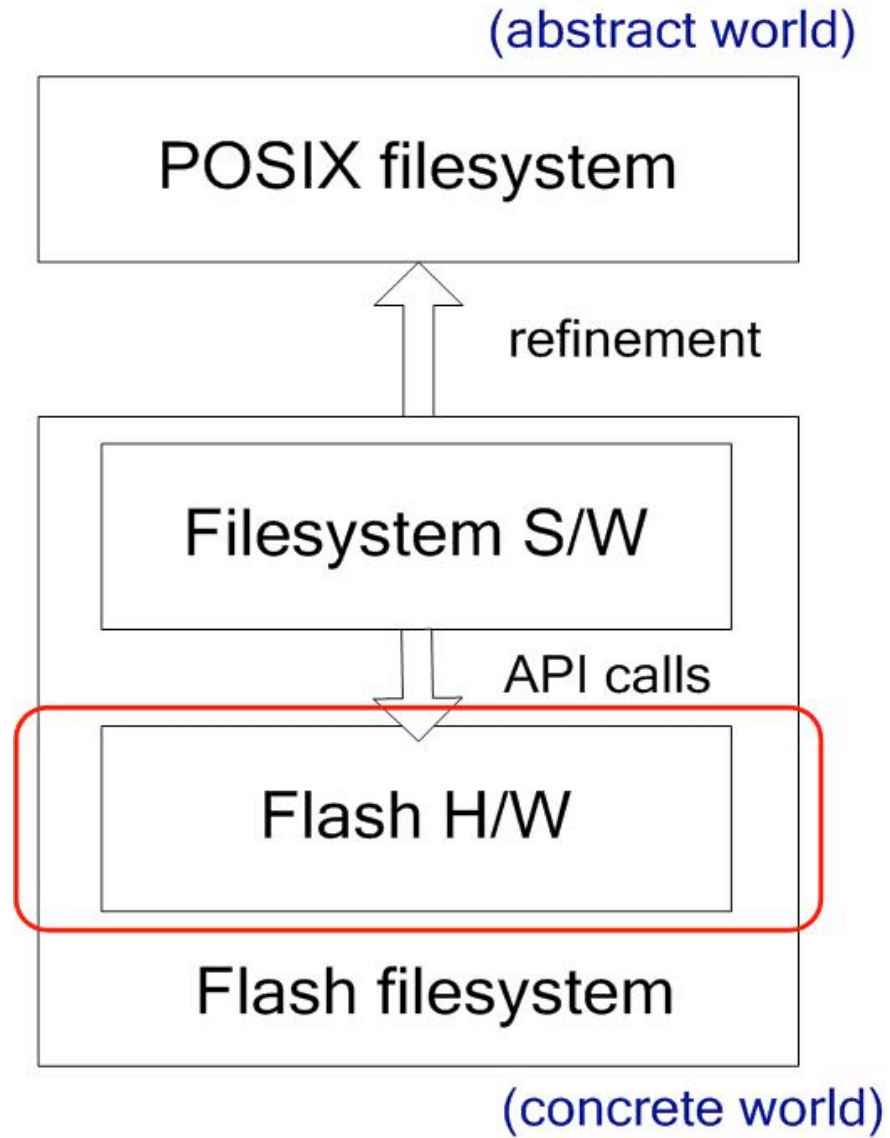 (abstract world)
POSIX filesystem
refinement
Filesystem S/W
API calls
Flash H/W
Flash filesystem
(concrete world)